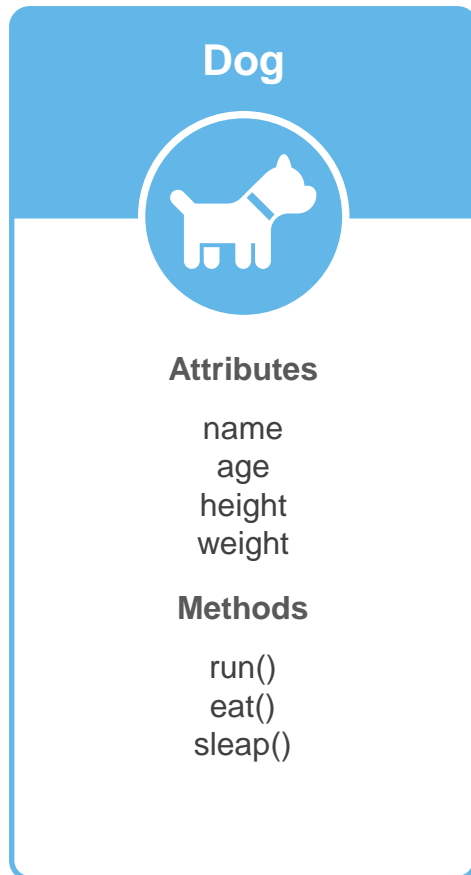 Dog
Attributes
name
age
height
weight
Methods
run()
eat()
sleap()